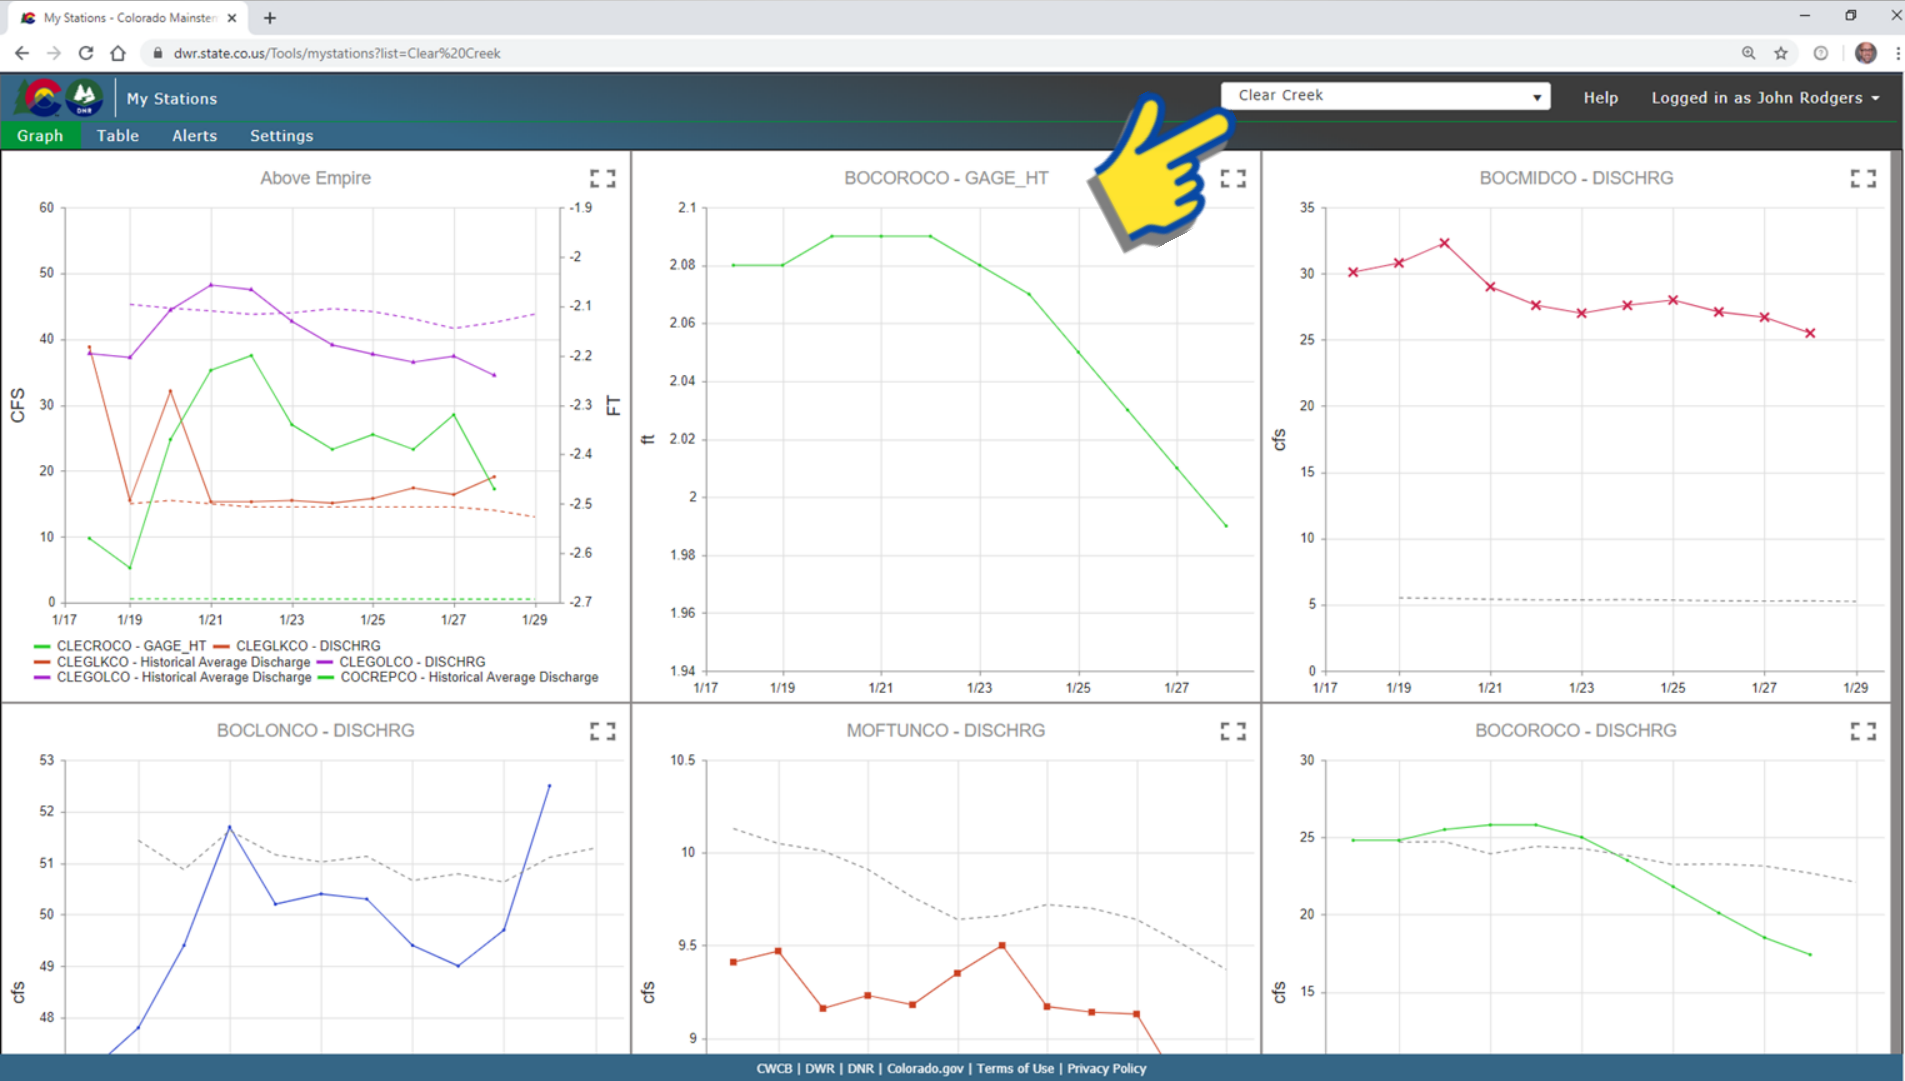 My Stations - Colorado Mainsten
dwr.state.co.us/Tools/mystations?list=Clear%20Creek
DNR
My Stations
Clear Creek
Help
Logged in as John Rodgers
Graph
Table
Alerts
Settings
Above Empire
60
50
40
30
20
10
0
CFS
-1.9
-2
-2.1
-2.2
-2.3
-2.4
-2.5
-2.6
-2.7
FT
1/17 1/19 1/21 1/23 1/25 1/27 1/29
CLECROCO - GAGE_HT CLEGLKCO - DISCHRG
CLEGLKCO - Historical Average Discharge CLEGOLCO - DISCHRG
CLEGOLCO - Historical Average Discharge COCREPCO - Historical Average Discharge
BOCOROCO - GAGE_HT
2.1
2.08
2.06
2.04
2.02
2
1.98
1.96
1.94
ft
1/17 1/19 1/21 1/23 1/25 1/27
BOCMIDCO - DISCHRG
35
30
25
20
15
10
5
0
cfs
1/17 1/19 1/21 1/23 1/25 1/27 1/29
BOCLONCO - DISCHRG
53
52
51
50
49
48
cfs
MOFTUNCO - DISCHRG
10.5
10
9.5
9
cfs
BOCOROCO - DISCHRG
30
25
20
15
cfs
CWCB | DWR | DNR | Colorado.gov | Terms of Use | Privacy Policy